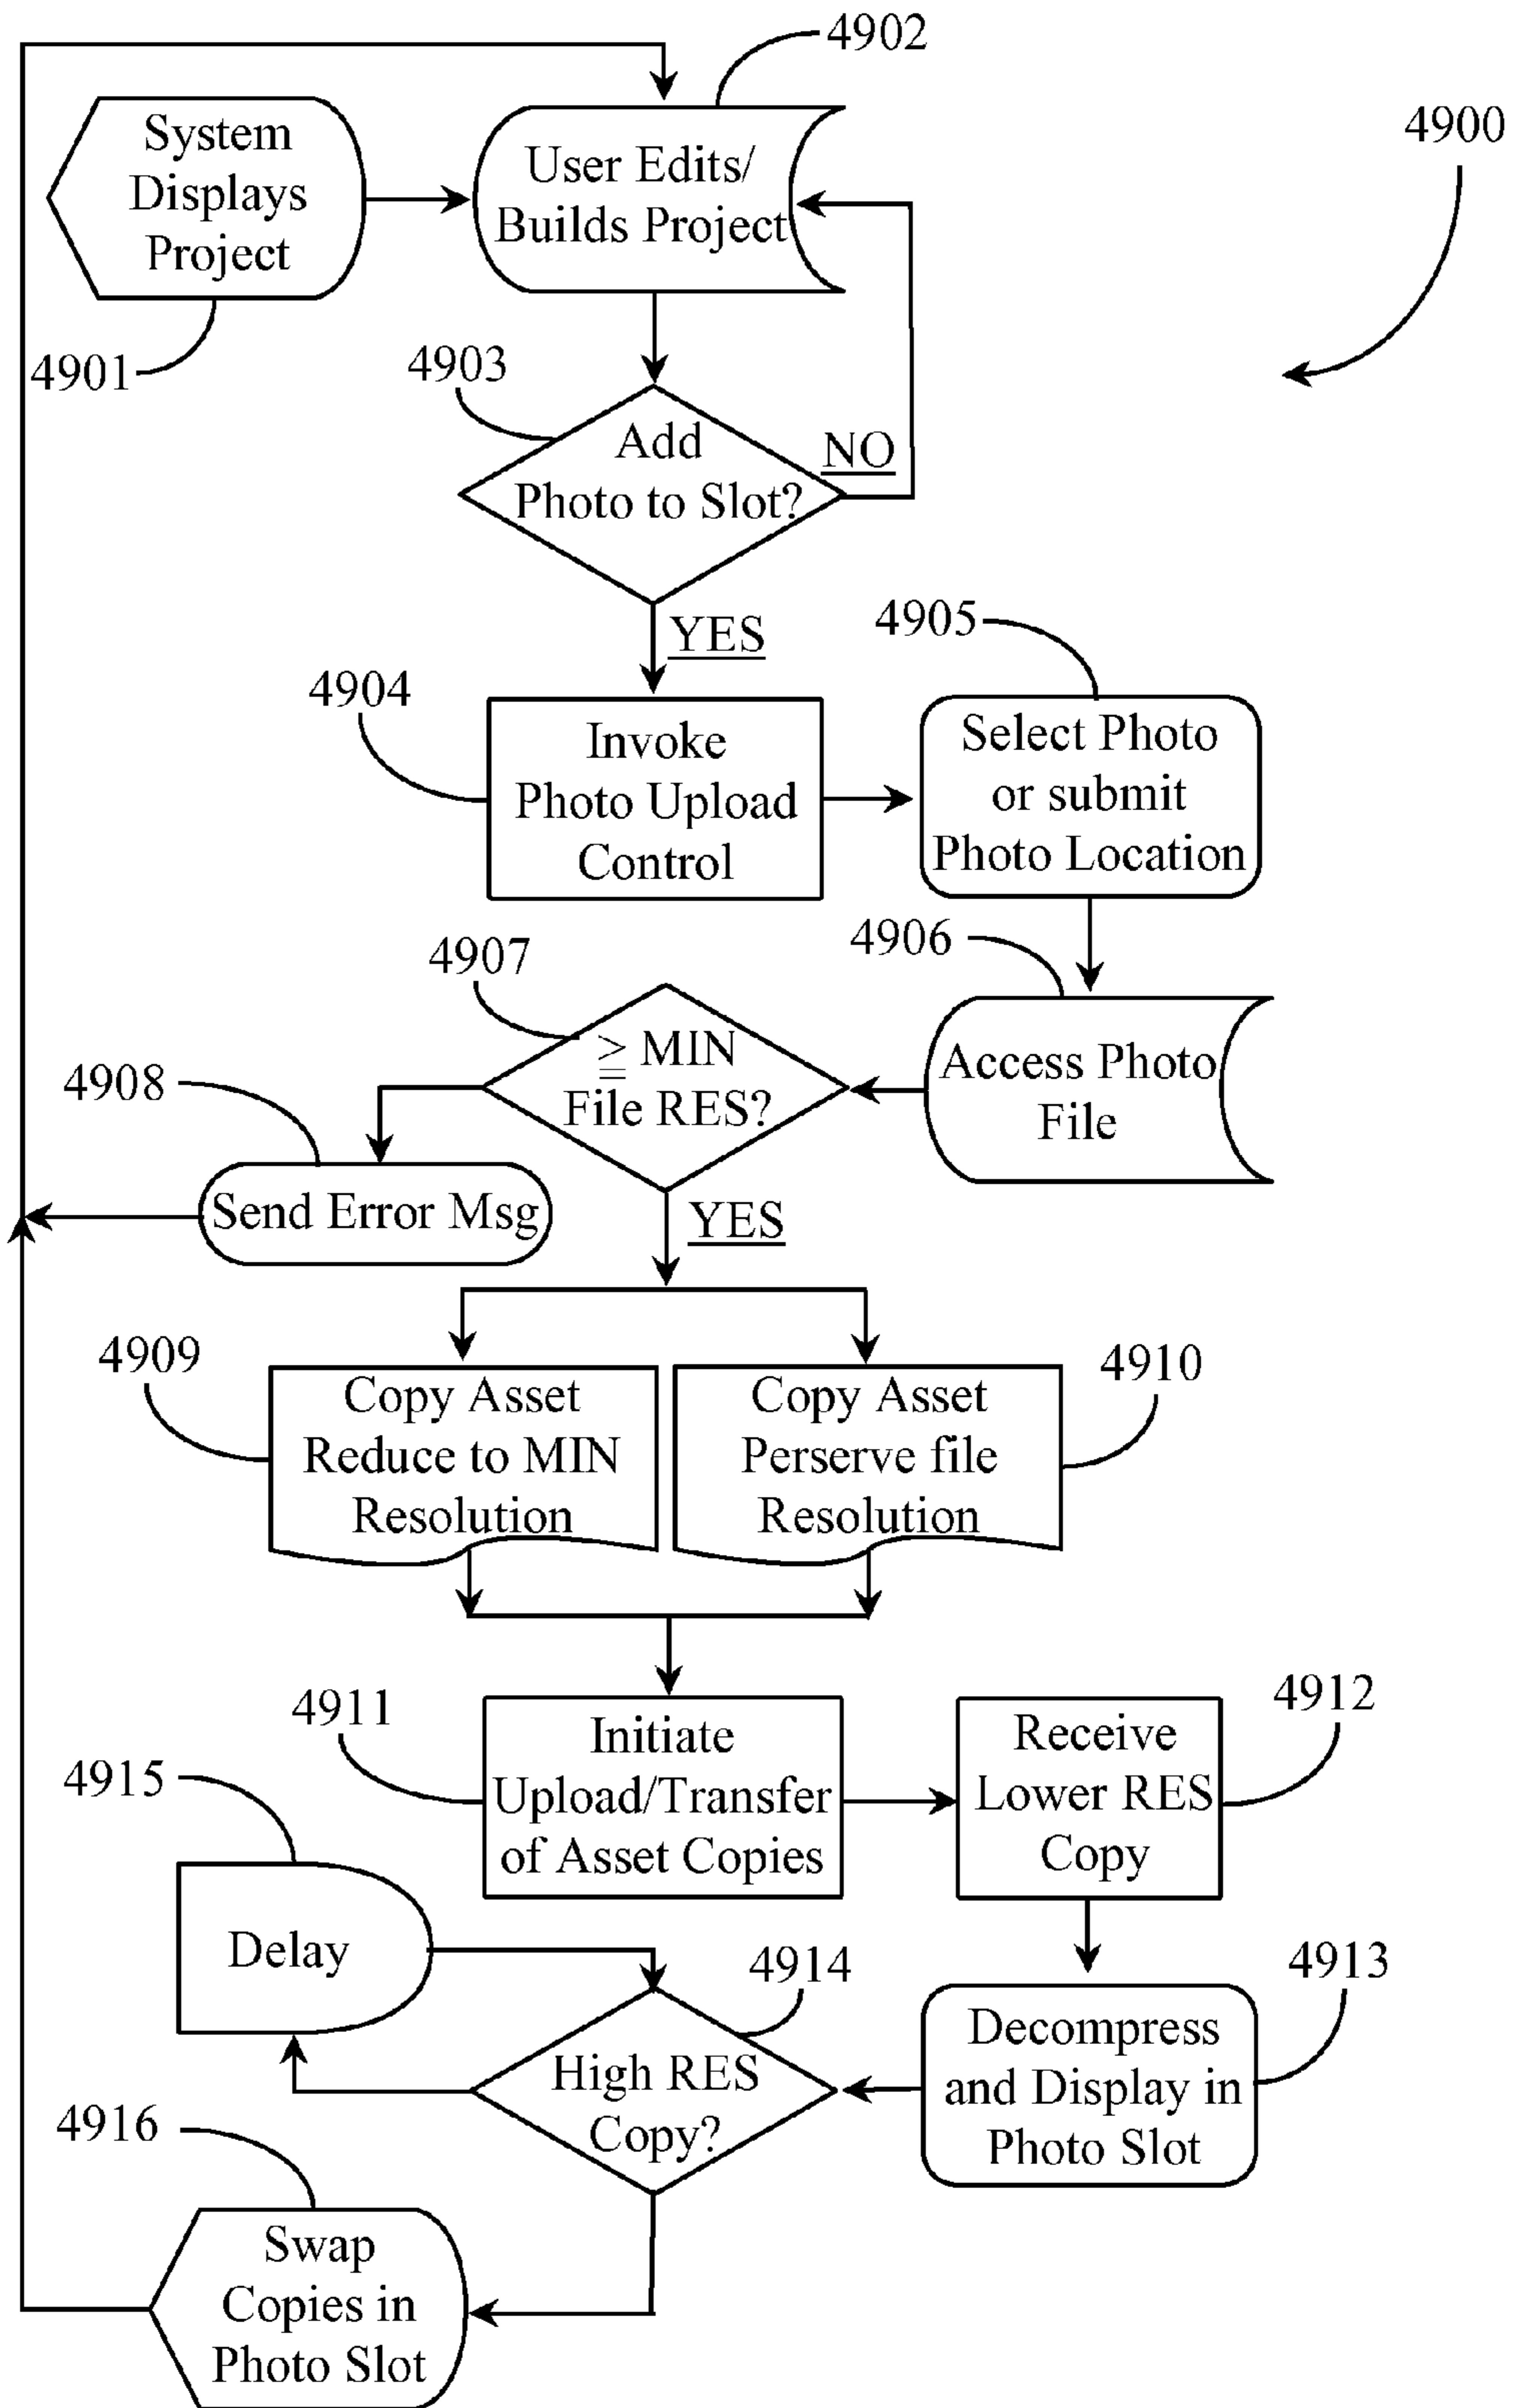 4902
4900
System
Displays
Project
User Edits/
Builds Project
4901
4903
Add
Photo to Slot?
NO
YES
4905
4904
Invoke
Photo Upload
Control
Select Photo
or submit
Photo Location
4906
4907
≧ MIN
File RES?
Access Photo
File
4908
Send Error Msg
YES
4909
4910
Copy Asset
Reduce to MIN
Resolution
Copy Asset
Perserve file
Resolution
4911
4912
Initiate
Upload/Transfer
of Asset Copies
Receive
Lower RES
Copy
4915
Delay
4914
4913
High RES
Copy?
Decompress
and Display in
Photo Slot
4916
Swap
Copies in
Photo Slot